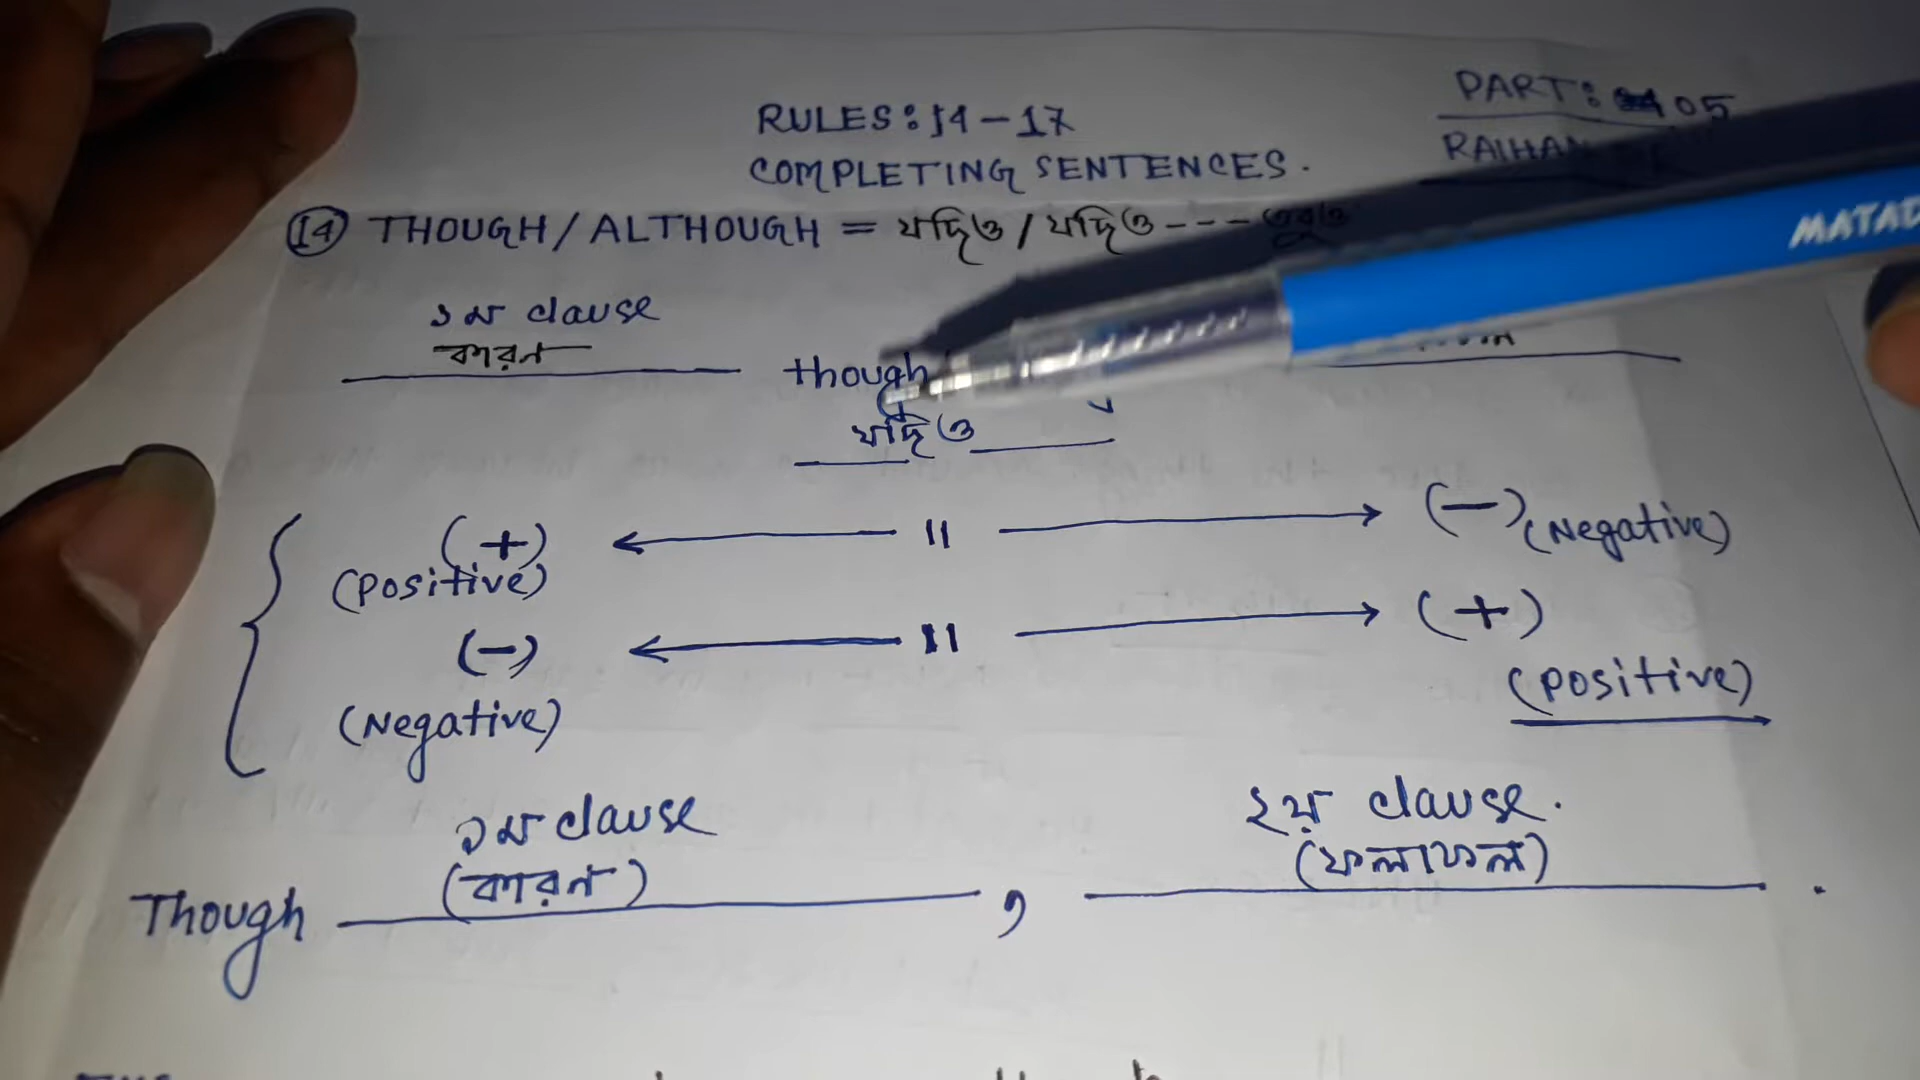 PART: 05
RULES: 14-17
RAIHAN
COMPLETING SENTENCES.
14 THOUGH/ALTHOUGH = যদিও/যদিও---তবুও
MATAD
১ম clause
কারণ
though
যদিও
(+) ← || → (-) (Negative)
(Positive)
(-) ← || → (+)
(Negative) (Positive)
১ম clause ২য় clause.
(কারণ) (ফলাফল)
Though , .